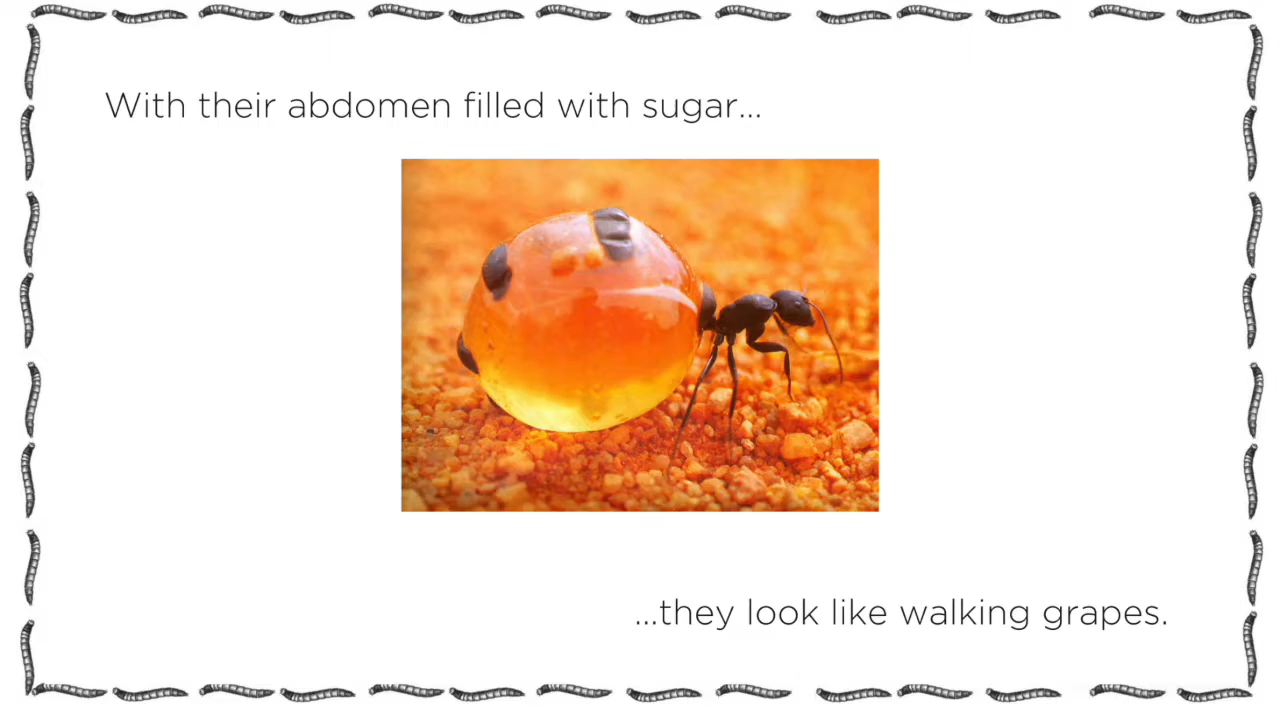 With their abdomen filled with sugar...
...they look like walking grapes.